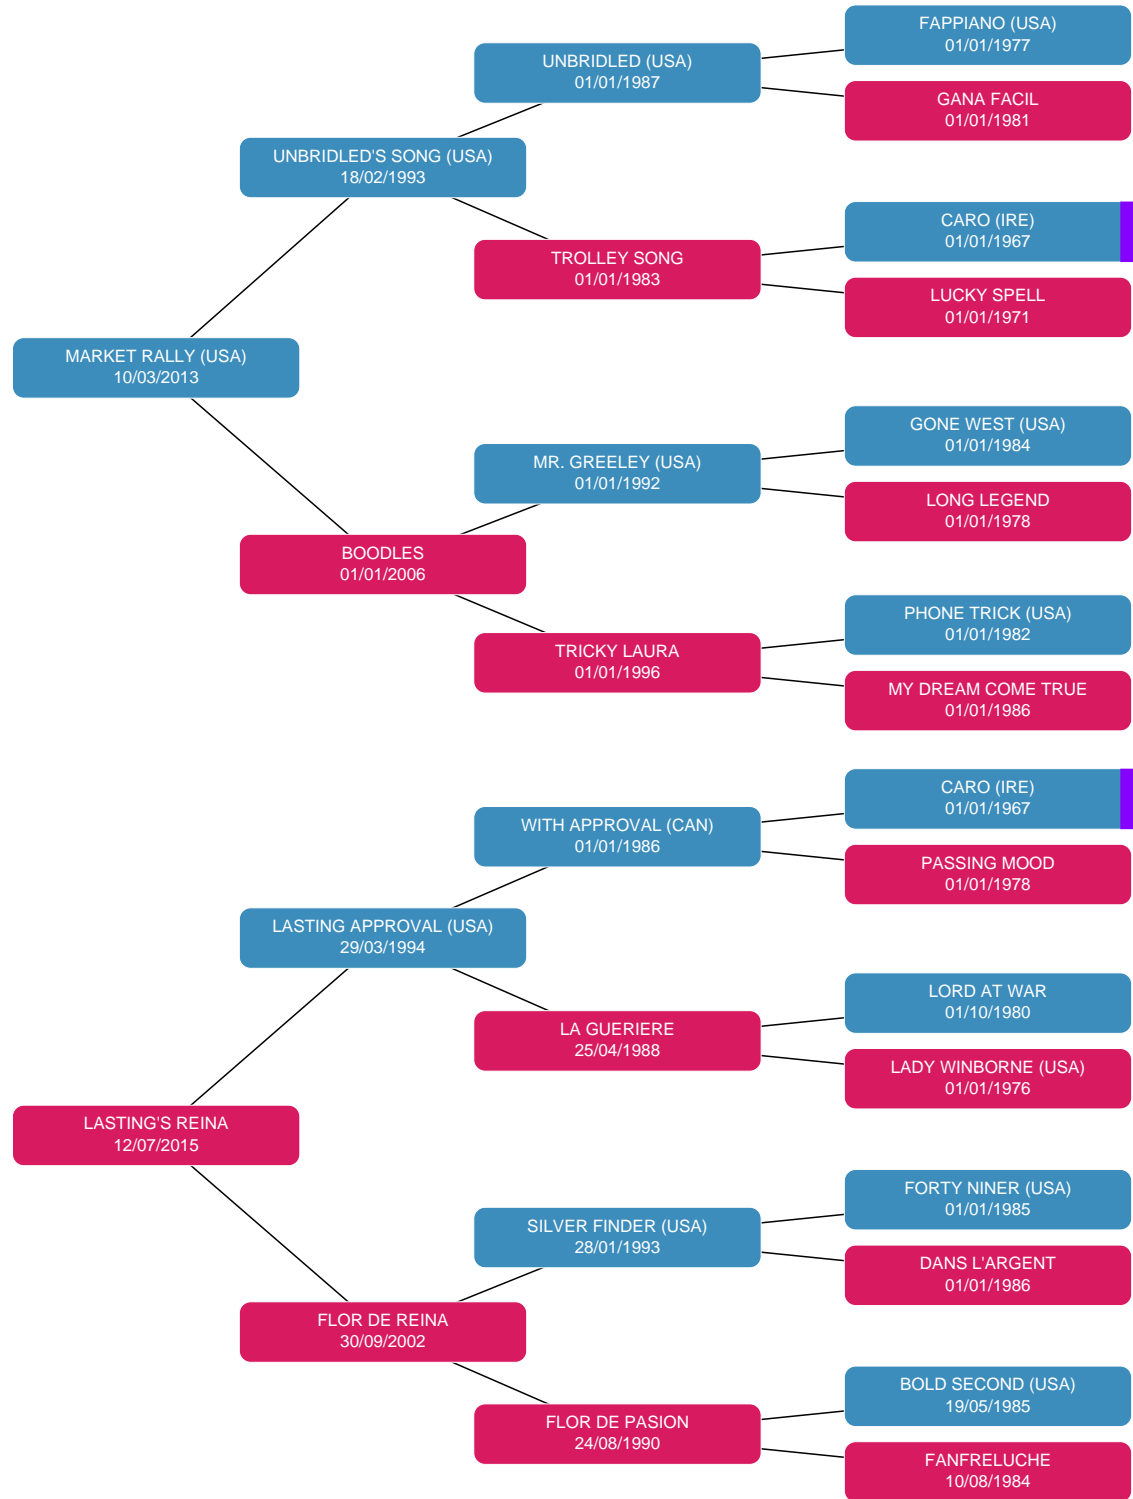 FAPPIANO (USA)
01/01/1977
UNBRIDLED (USA)
01/01/1987
GANA FACIL
01/01/1981
UNBRIDLED'S SONG (USA)
18/02/1993
CARO (IRE)
01/01/1967
TROLLEY SONG
01/01/1983
LUCKY SPELL
01/01/1971
MARKET RALLY (USA)
10/03/2013
GONE WEST (USA)
01/01/1984
MR. GREELEY (USA)
01/01/1992
LONG LEGEND
01/01/1978
BOODLES
01/01/2006
PHONE TRICK (USA)
01/01/1982
TRICKY LAURA
01/01/1996
MY DREAM COME TRUE
01/01/1986
CARO (IRE)
01/01/1967
WITH APPROVAL (CAN)
01/01/1986
PASSING MOOD
01/01/1978
LASTING APPROVAL (USA)
29/03/1994
LORD AT WAR
01/10/1980
LA GUERIERE
25/04/1988
LADY WINBORNE (USA)
01/01/1976
LASTING'S REINA
12/07/2015
FORTY NINER (USA)
01/01/1985
SILVER FINDER (USA)
28/01/1993
DANS L'ARGENT
01/01/1986
FLOR DE REINA
30/09/2002
BOLD SECOND (USA)
19/05/1985
FLOR DE PASION
24/08/1990
FANFRELUCHE
10/08/1984